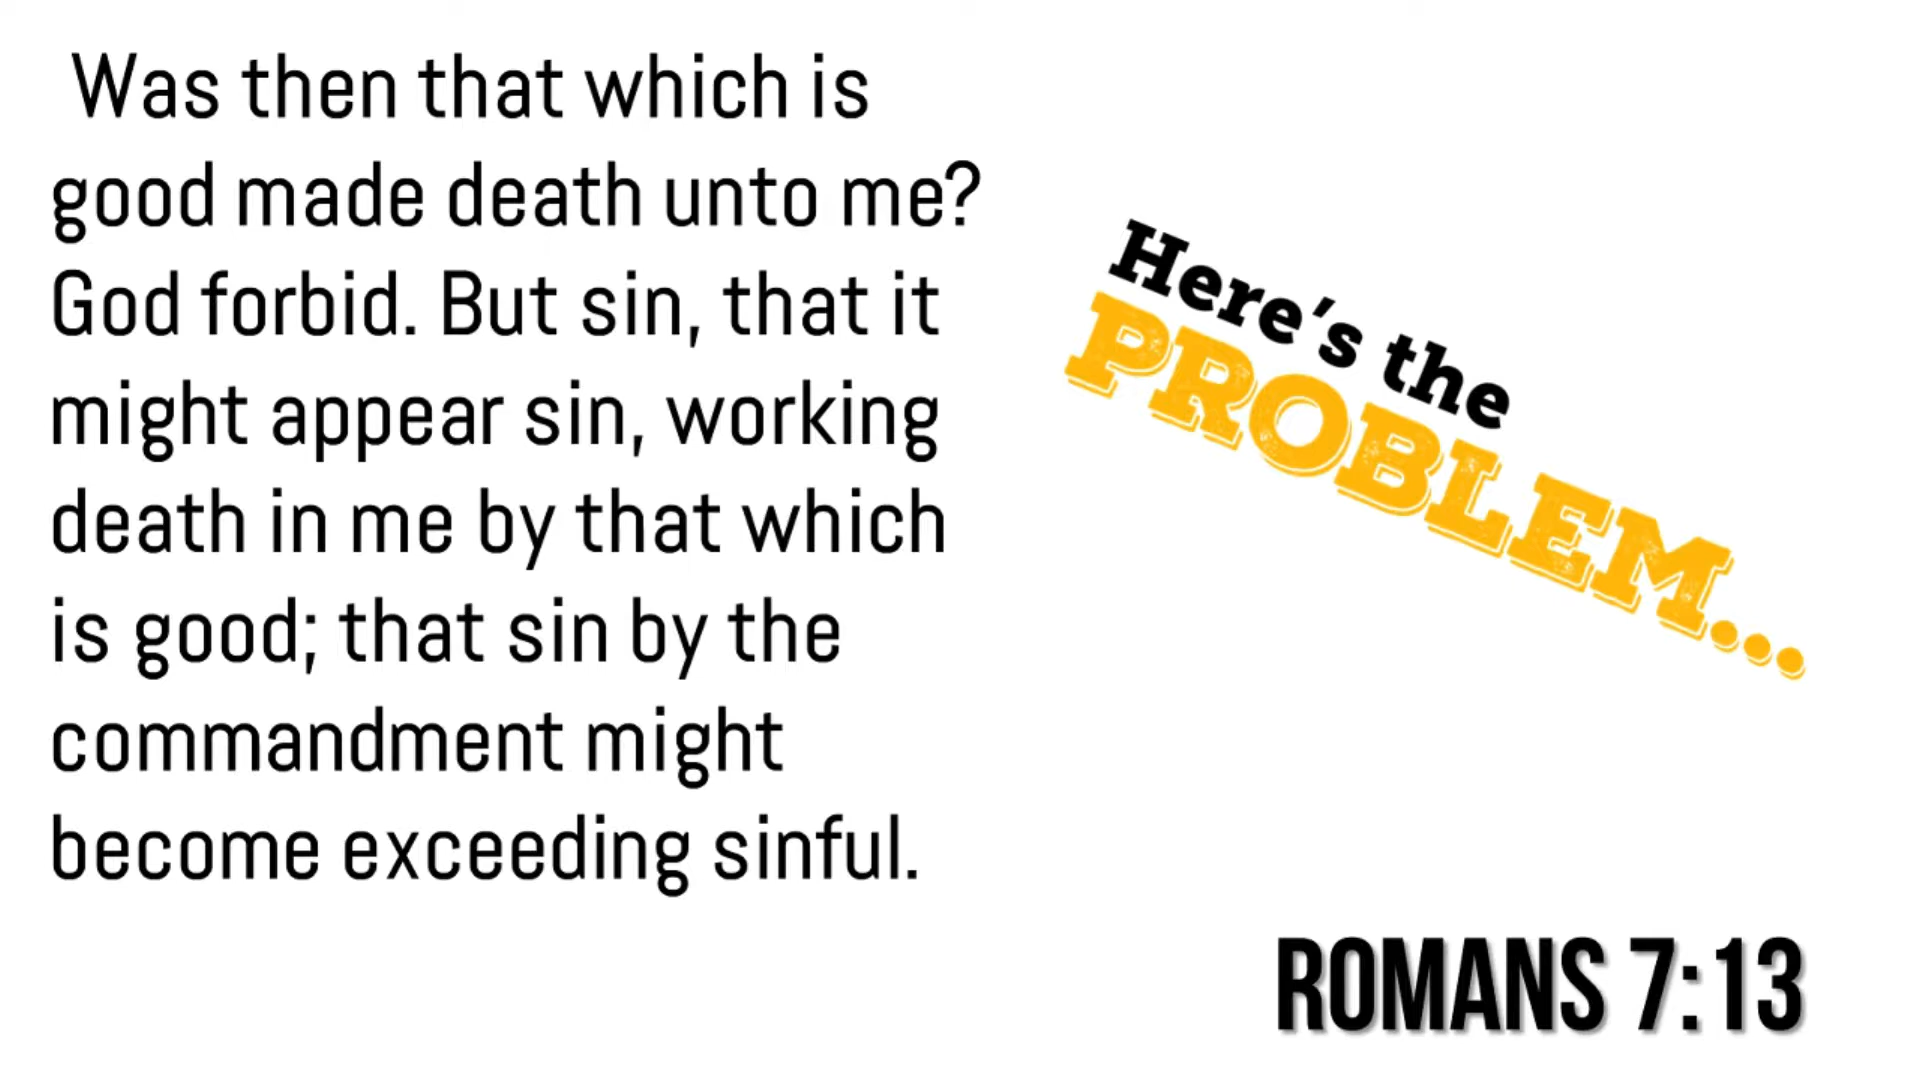 Was then that which is
good made death unto me?
God forbid. But sin, that it
might appear sin, working
death in me by that which
is good; that sin by the
commandment might
become exceeding sinful.
Here's the
PROBLEM...
ROMANS 7:13